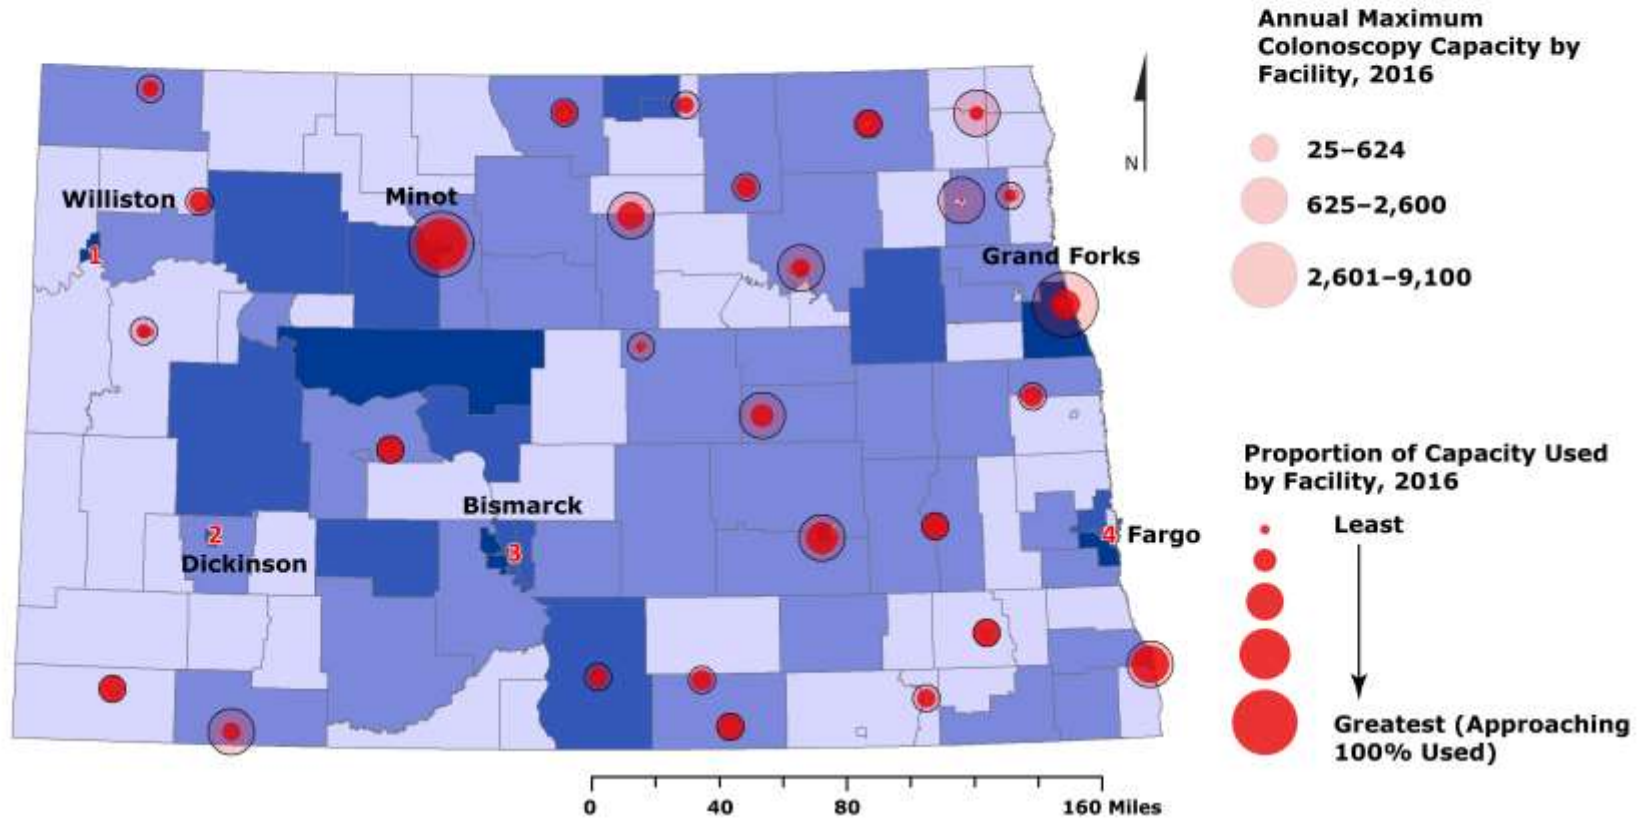 Annual Maximum
Colonoscopy Capacity by
Facility, 2016
25–624
625–2,600
2,601–9,100
N
Williston
Minot
1
Grand Forks
Proportion of Capacity Used
by Facility, 2016
Least
Greatest (Approaching
100% Used)
Bismarck
2
3
4 Fargo
Dickinson
0 40 80 160 Miles